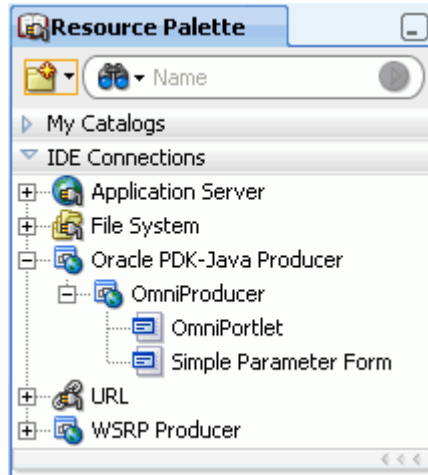 Resource Palette
Name
My Catalogs
IDE Connections
Application Server
File System
Oracle PDK-Java Producer
OmniProducer
OmniPortlet
Simple Parameter Form
URL
WSRP Producer